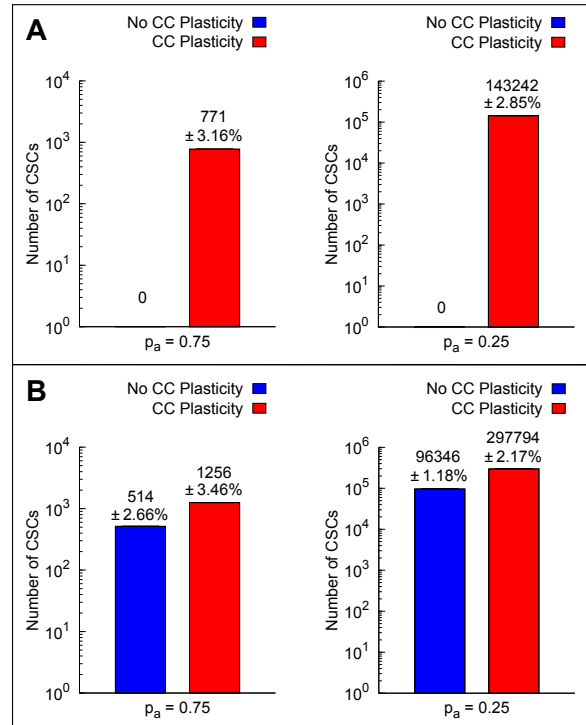 A
No CC Plasticity
CC Plasticity
Number of CSCs
10^4
10^3
10^2
10^1
10^0
771
± 3.16%
0
p_a = 0.75
Number of CSCs
10^6
10^5
10^4
10^3
10^2
10^1
10^0
143242
± 2.85%
0
p_a = 0.25
No CC Plasticity
CC Plasticity
B
No CC Plasticity
CC Plasticity
Number of CSCs
10^4
10^3
10^2
10^1
10^0
514
± 2.66%
1256
± 3.46%
p_a = 0.75
No CC Plasticity
CC Plasticity
Number of CSCs
10^6
10^5
10^4
10^3
10^2
10^1
10^0
96346
± 1.18%
297794
± 2.17%
p_a = 0.25